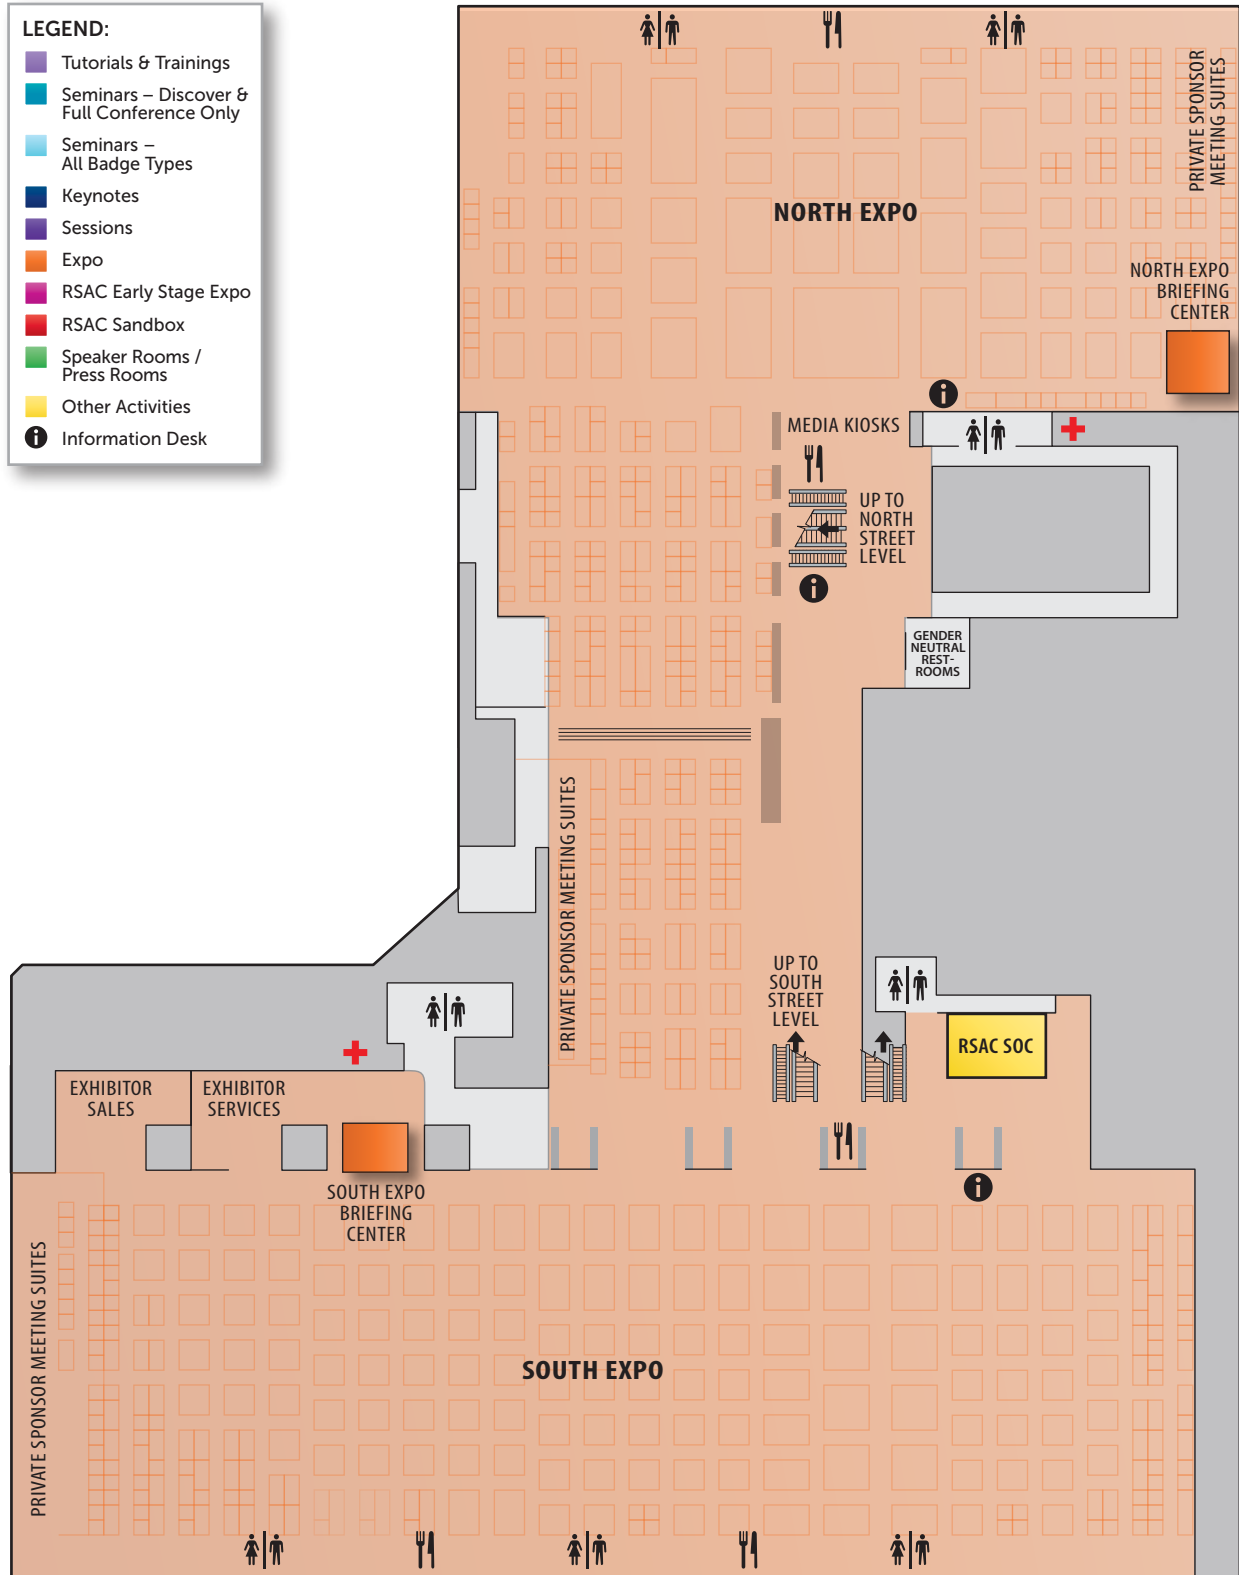 LEGEND:
Tutorials & Trainings
Seminars – Discover &
Full Conference Only
Seminars –
All Badge Types
Keynotes
Sessions
Expo
RSAC Early Stage Expo
RSAC Sandbox
Speaker Rooms /
Press Rooms
Other Activities
i Information Desk
PRIVATE SPONSOR
MEETING SUITES
NORTH EXPO
NORTH EXPO
BRIEFING
CENTER
i
MEDIA KIOSKS
UP TO
NORTH
STREET
LEVEL
i
GENDER
NEUTRAL
REST-
ROOMS
PRIVATE SPONSOR MEETING SUITES
UP TO
SOUTH
STREET
LEVEL
RSAC SOC
EXHIBITOR
SALES
EXHIBITOR
SERVICES
SOUTH EXPO
BRIEFING
CENTER
i
PRIVATE SPONSOR MEETING SUITES
SOUTH EXPO